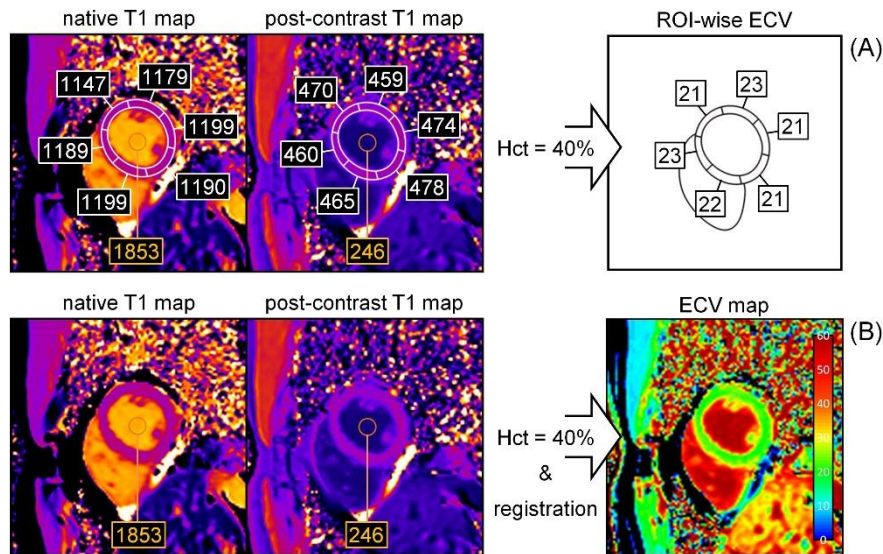 native T1 map
post-contrast T1 map
ROI-wise ECV
(A)
1147
1179
1199
1189
1190
1199
1853
470
459
474
460
478
465
246
Hct = 40%
21
23
21
23
21
22
native T1 map
post-contrast T1 map
ECV map
(B)
1853
246
Hct = 40%
&
registration
60
50
40
30
20
10
0